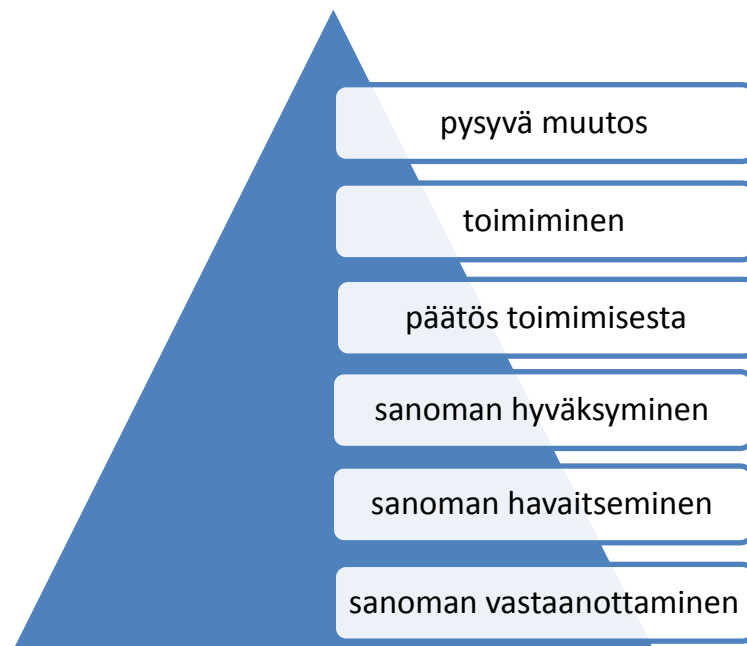 pysyvä muutos
toimiminen
päätös toimimisesta
sanoman hyväksyminen
sanoman havaitseminen
sanoman vastaanottaminen